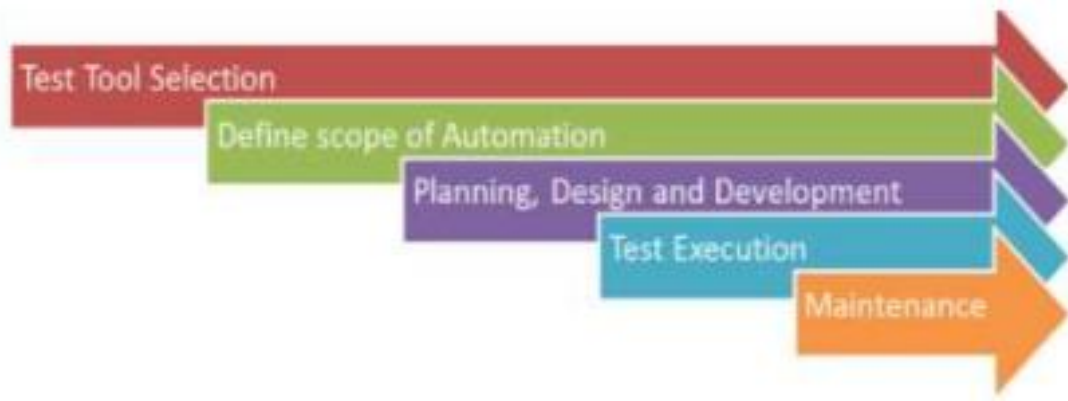 Test Tool Selection
Define scope of Automation
Planning, Design and Development
Test Execution
Maintenance